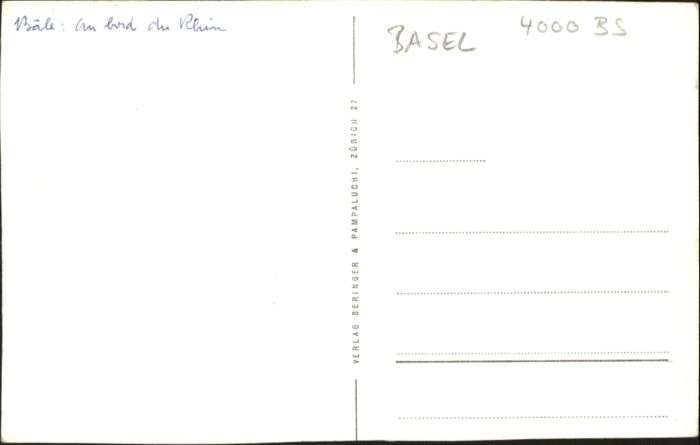 Bâle: au bord du Rhin
BASEL
4000 BS
VERLAG BERINGER & PAMPALUCHI, ZÜRICH 27